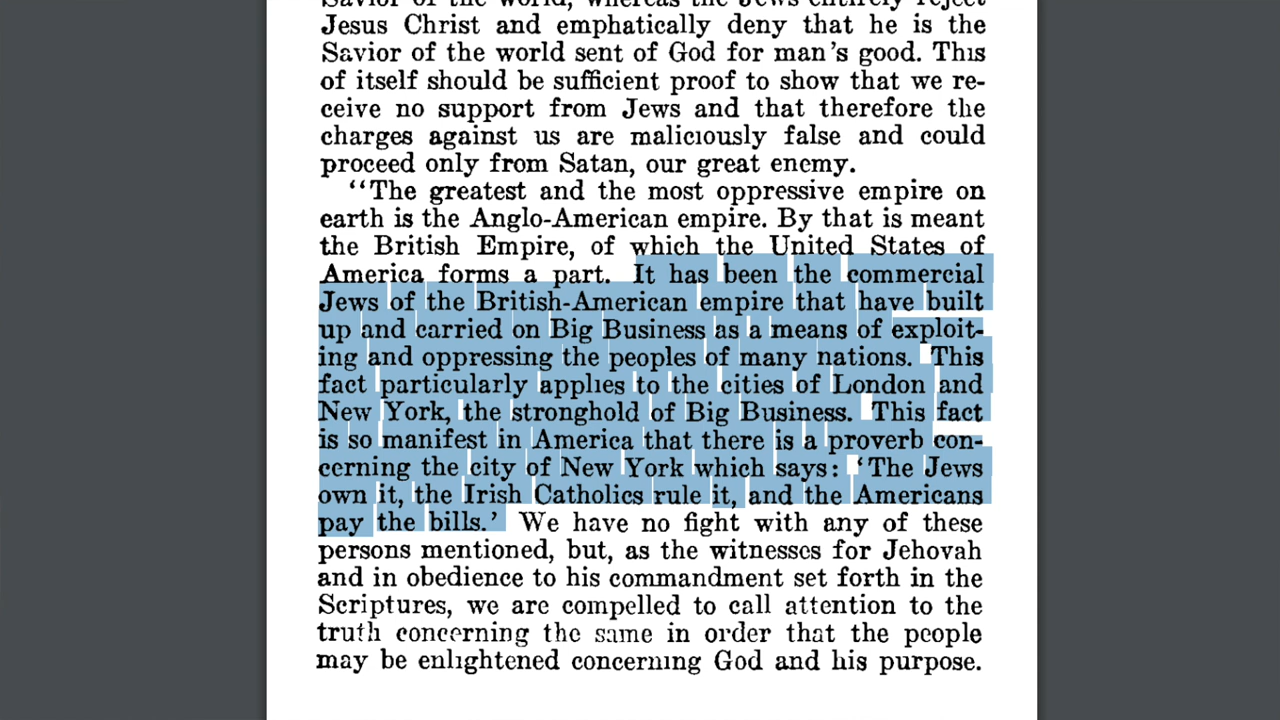 Savior of the world, whereas the Jews entirely reject
Jesus Christ and emphatically deny that he is the
Savior of the world sent of God for man's good. This
of itself should be sufficient proof to show that we re-
ceive no support from Jews and that therefore the
charges against us are maliciously false and could
proceed only from Satan, our great enemy.
“The greatest and the most oppressive empire on
earth is the Anglo-American empire. By that is meant
the British Empire, of which the United States of
America forms a part. It has been the commercial
Jews of the British-American empire that have built
up and carried on Big Business as a means of exploit-
ing and oppressing the peoples of many nations. This
fact particularly applies to the cities of London and
New York, the stronghold of Big Business. This fact
is so manifest in America that there is a proverb con-
cerning the city of New York which says: ‘The Jews
own it, the Irish Catholics rule it, and the Americans
pay the bills.’ We have no fight with any of these
persons mentioned, but, as the witnesses for Jehovah
and in obedience to his commandment set forth in the
Scriptures, we are compelled to call attention to the
truth concerning the same in order that the people
may be enlightened concerning God and his purpose.